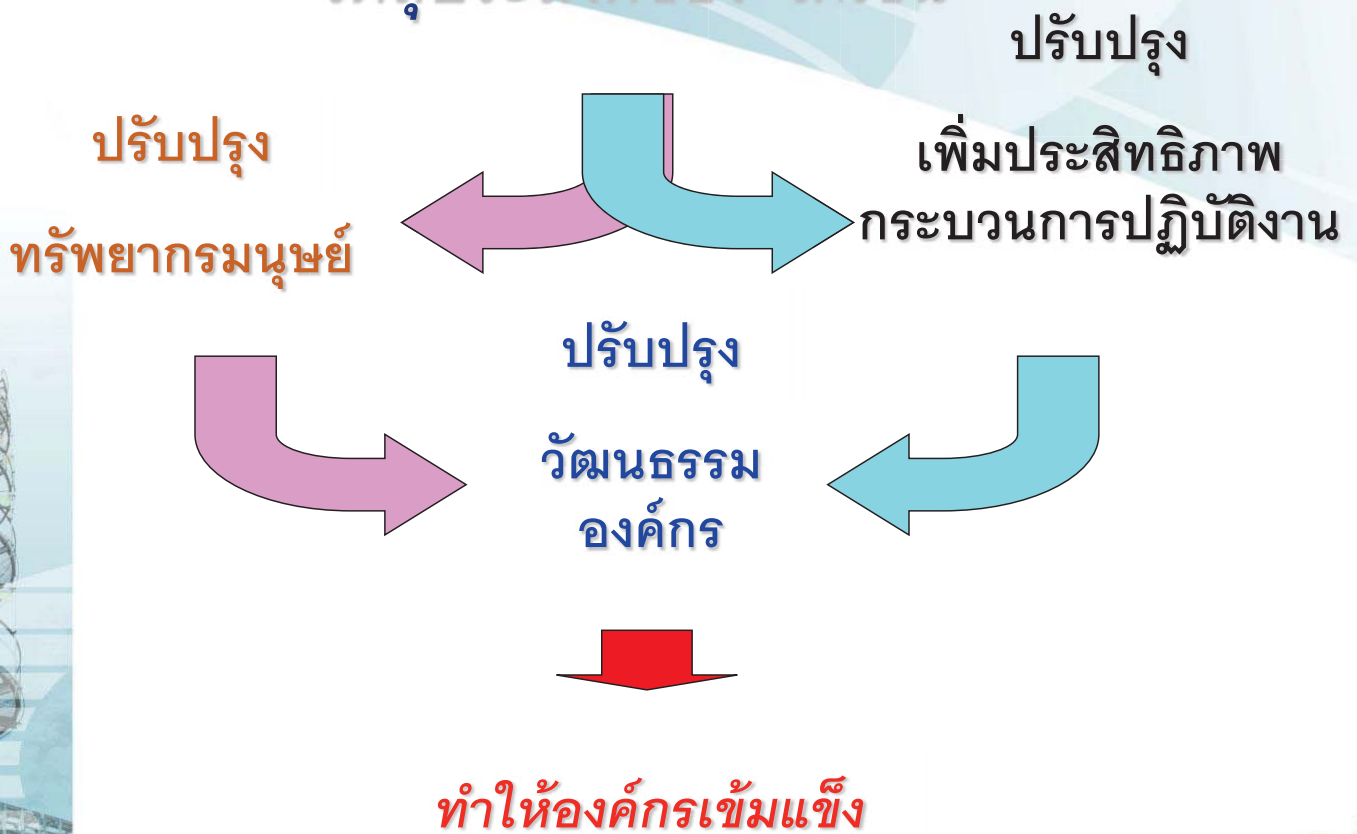 ปรับปรุง
เพิ่มประสิทธิภาพ
กระบวนการปฏิบัติงาน
ปรับปรุง
ทรัพยากรมนุษย์
ปรับปรุง
วัฒนธรรม
องค์กร
ทำให้องค์กรเข้มแข็ง